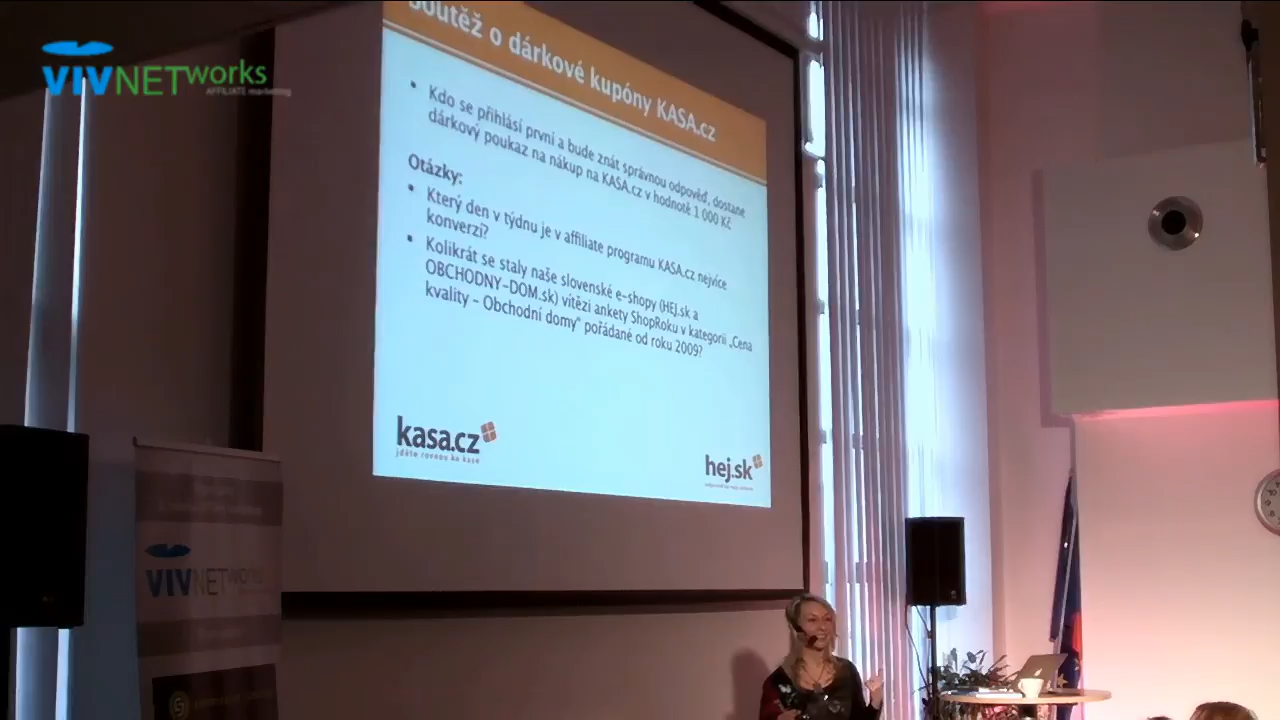 VIVNETworks
AFFILIATE marketing
Soutěž o dárkové kupóny KASA.cz
• Kdo se přihlásí první a bude znát správnou odpověď, dostane
dárkový poukaz na nákup na KASA.cz v hodnotě 1 000 Kč
Otázky:
• Který den v týdnu je v affiliate programu KASA.cz nejvíce
konverzí?
• Kolikrát se staly naše slovenské e-shopy (HEJ.sk a
OBCHODNY-DOM.sk) vítězi ankety ShopRoku v kategorii „Cena
kvality - Obchodní domy“ pořádané od roku 2009?
kasa.cz
jděte rovnou ke kase
hej.sk
VIVNETworks